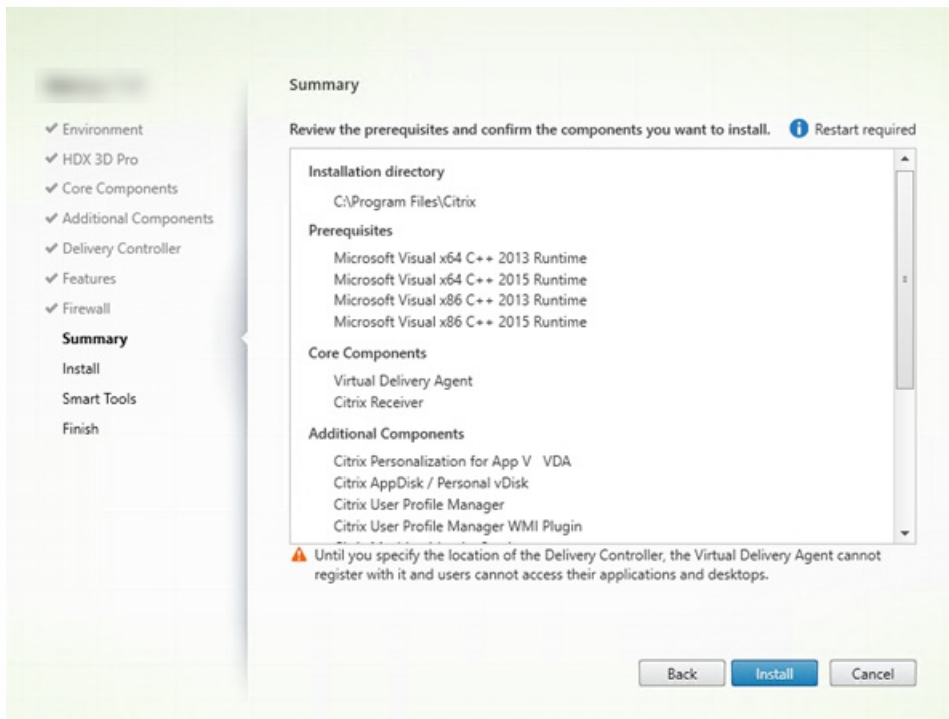 Summary
Environment
HDX 3D Pro
Core Components
Additional Components
Delivery Controller
Features
Firewall
Summary
Install
Smart Tools
Finish
Review the prerequisites and confirm the components you want to install.
Restart required
Installation directory
C:\Program Files\Citrix
Prerequisites
Microsoft Visual x64 C++ 2013 Runtime
Microsoft Visual x64 C++ 2015 Runtime
Microsoft Visual x86 C++ 2013 Runtime
Microsoft Visual x86 C++ 2015 Runtime
Core Components
Virtual Delivery Agent
Citrix Receiver
Additional Components
Citrix Personalization for App V   VDA
Citrix AppDisk / Personal vDisk
Citrix User Profile Manager
Citrix User Profile Manager WMI Plugin
Until you specify the location of the Delivery Controller, the Virtual Delivery Agent cannot
register with it and users cannot access their applications and desktops.
Back
Install
Cancel